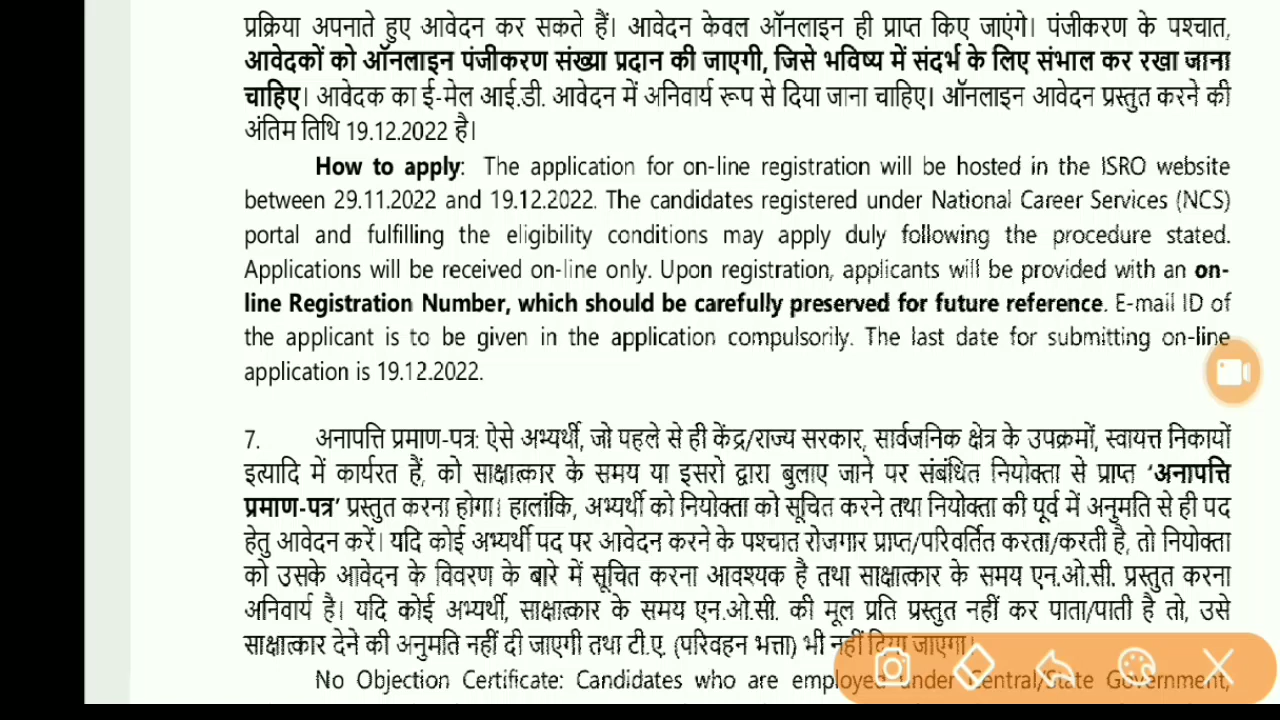 प्रक्रिया अपनाते हुए आवेदन कर सकते हैं। आवेदन केवल ऑनलाइन ही प्राप्त किए जाएंगे। पंजीकरण के पश्चात,
आवेदकों को ऑनलाइन पंजीकरण संख्या प्रदान की जाएगी, जिसे भविष्य में संदर्भ के लिए संभाल कर रखा जाना
चाहिए। आवेदक का ई-मेल आई.डी. आवेदन में अनिवार्य रूप से दिया जाना चाहिए। ऑनलाइन आवेदन प्रस्तुत करने की
अंतिम तिथि 19.12.2022 है।
How to apply: The application for on-line registration will be hosted in the ISRO website
between 29.11.2022 and 19.12.2022. The candidates registered under National Career Services (NCS)
portal and fulfilling the eligibility conditions may apply duly following the procedure stated.
Applications will be received on-line only. Upon registration, applicants will be provided with an on-
line Registration Number, which should be carefully preserved for future reference. E-mail ID of
the applicant is to be given in the application compulsorily. The last date for submitting on-line
application is 19.12.2022.
7. अनापत्ति प्रमाण-पत्र: ऐसे अभ्यर्थी, जो पहले से ही केंद्र/राज्य सरकार, सार्वजनिक क्षेत्र के उपक्रमों, स्वायत्त निकायों
इत्यादि में कार्यरत हैं, को साक्षात्कार के समय या इसरो द्वारा बुलाए जाने पर संबंधित नियोक्ता से प्राप्त ‘अनापत्ति
प्रमाण-पत्र’ प्रस्तुत करना होगा। हालांकि, अभ्यर्थी को नियोक्ता को सूचित करने तथा नियोक्ता की पूर्व में अनुमति से ही पद
हेतु आवेदन करें। यदि कोई अभ्यर्थी पद पर आवेदन करने के पश्चात रोजगार प्राप्त/परिवर्तित करता/करती है, तो नियोक्ता
को उसके आवेदन के विवरण के बारे में सूचित करना आवश्यक है तथा साक्षात्कार के समय एन.ओ.सी. प्रस्तुत करना
अनिवार्य है। यदि कोई अभ्यर्थी, साक्षात्कार के समय एन.ओ.सी. की मूल प्रति प्रस्तुत नहीं कर पाता/पाती है तो, उसे
साक्षात्कार देने की अनुमति नहीं दी जाएगी तथा टी.ए. (परिवहन भत्ता) भी नहीं दिया जाएगा।
No Objection Certificate: Candidates who are employed under Central/State Government,